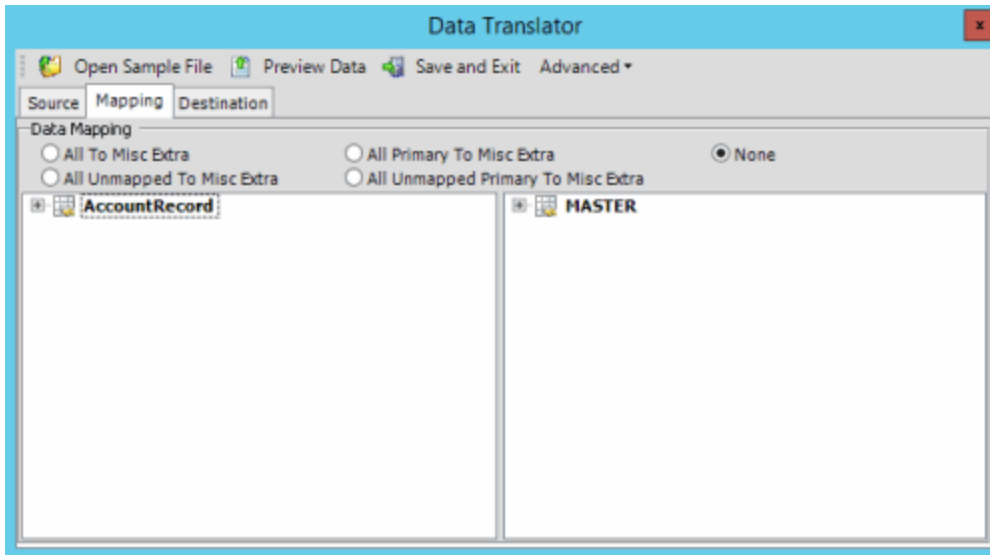 Data Translator
x
Open Sample File Preview Data Save and Exit Advanced
Source Mapping Destination
Data Mapping
All To Misc Extra All Primary To Misc Extra None
All Unmapped To Misc Extra All Unmapped Primary To Misc Extra
AccountRecord MASTER